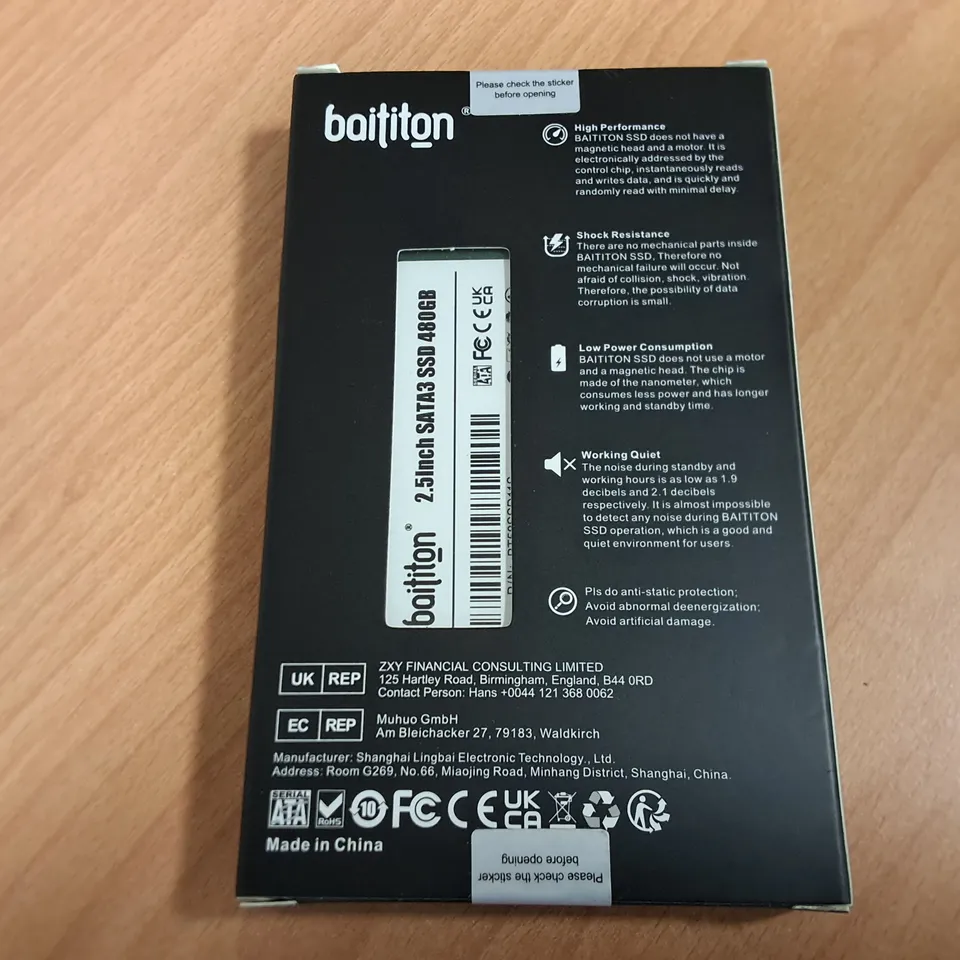 Please check the sticker
before opening
baititon®
High Performance
BAITITON SSD does not have a
magnetic head and a motor. It is
electronically addressed by the
control chip, instantaneously reads
and writes data, and is quickly and
randomly read with minimal delay.
Shock Resistance
There are no mechanical parts inside
BAITITON SSD, Therefore no
mechanical failure will occur. Not
afraid of collision, shock, vibration.
Therefore, the possibility of data
corruption is small.
Low Power Consumption
BAITITON SSD does not use a motor
and a magnetic head. The chip is
made of the nanometer, which
consumes less power and has longer
working and standby time.
Working Quiet
The noise during standby and
working hours is as low as 1.9
decibels and 2.1 decibels
respectively. It is almost impossible
to detect any noise during BAITITON
SSD operation, which is a good and
quiet environment for users.
Pls do anti-static protection;
Avoid abnormal deenergization;
Avoid artificial damage.
baititon® 2.5Inch SATA3 SSD 480GB
SERIAL ATA FC CE UK CA
P/N:
UK REP
ZXY FINANCIAL CONSULTING LIMITED
125 Hartley Road, Birmingham, England, B44 0RD
Contact Person: Hans +0044 121 368 0062
EC REP
Muhuo GmbH
Am Bleichacker 27, 79183, Waldkirch
Manufacturer: Shanghai Lingbai Electronic Technology., Ltd.
Address: Room G269, No.66, Miaojing Road, Minhang District, Shanghai, China.
SERIAL ATA RoHS 10 FC CE UK CA
Made in China
Please check the sticker
before opening